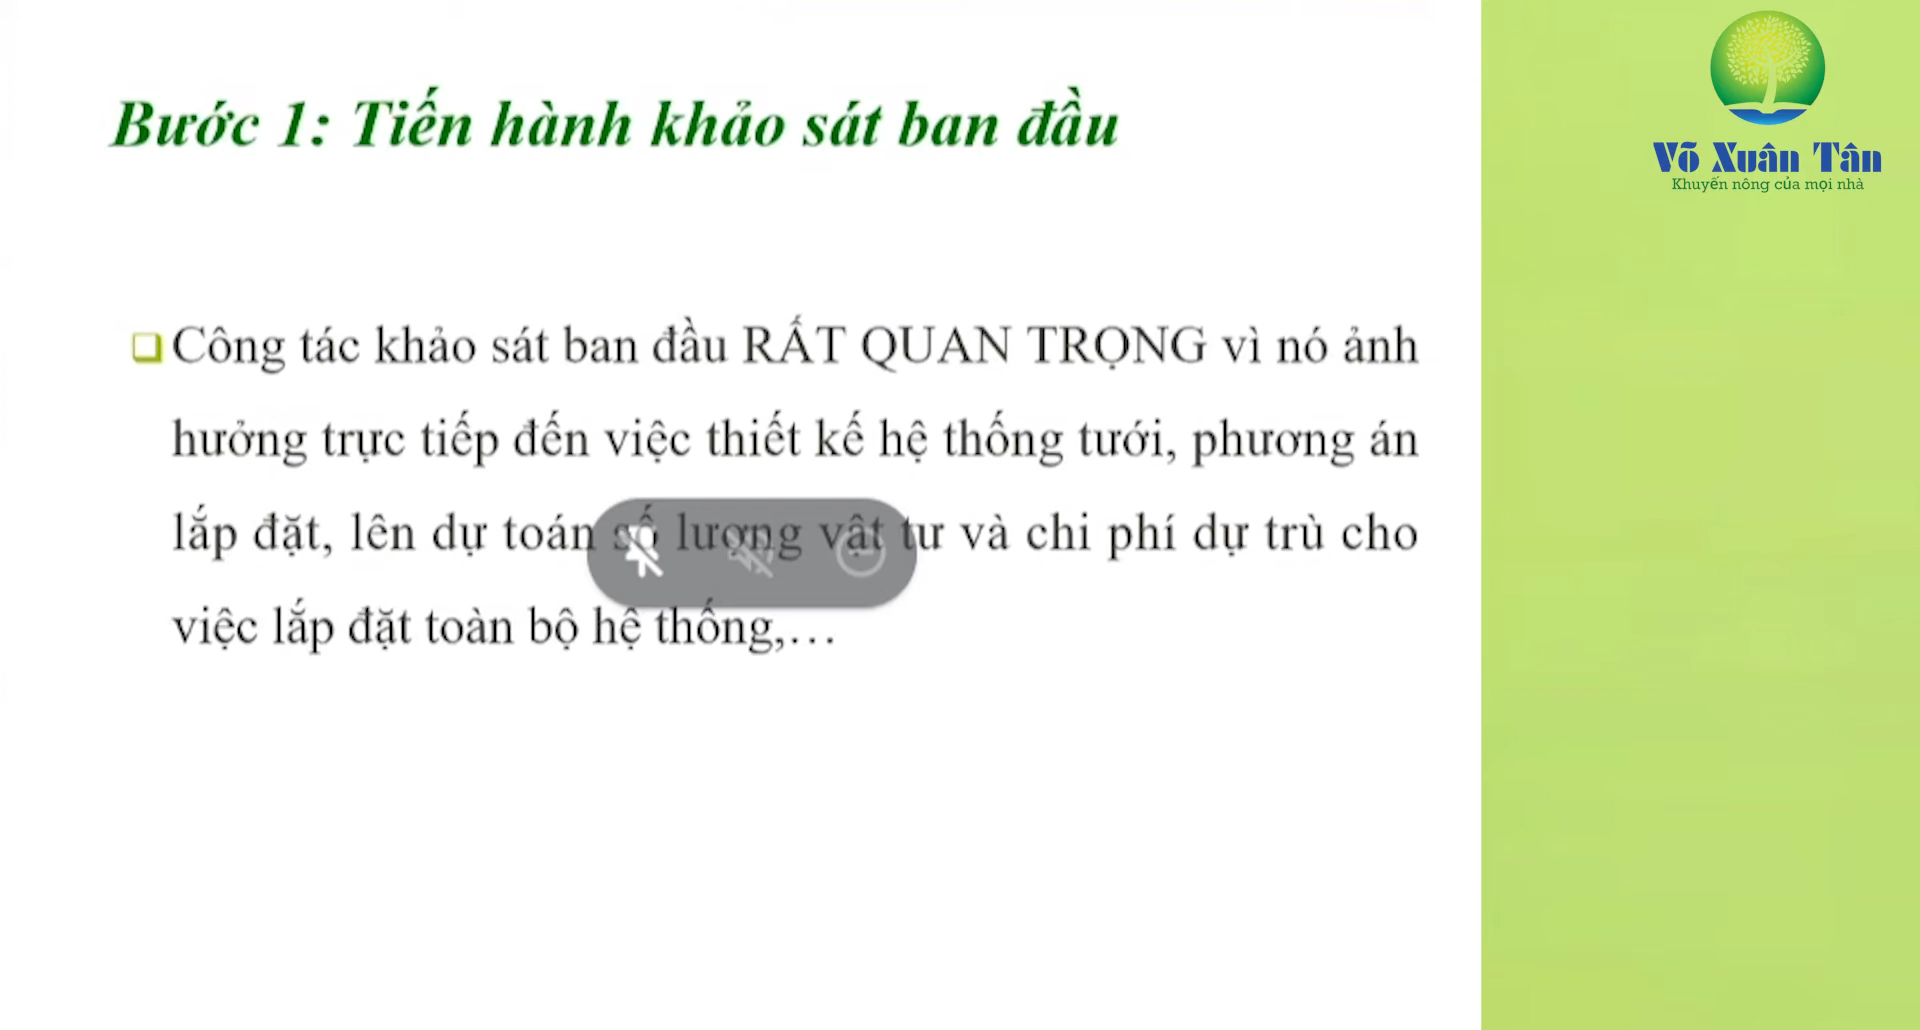 Bước 1: Tiến hành khảo sát ban đầu
Võ Xuân Tân
Khuyến nông của mọi nhà
Công tác khảo sát ban đầu RẤT QUAN TRỌNG vì nó ảnh
hưởng trực tiếp đến việc thiết kế hệ thống tưới, phương án
lắp đặt, lên dự toán số lượng vật tư và chi phí dự trù cho
việc lắp đặt toàn bộ hệ thống,...